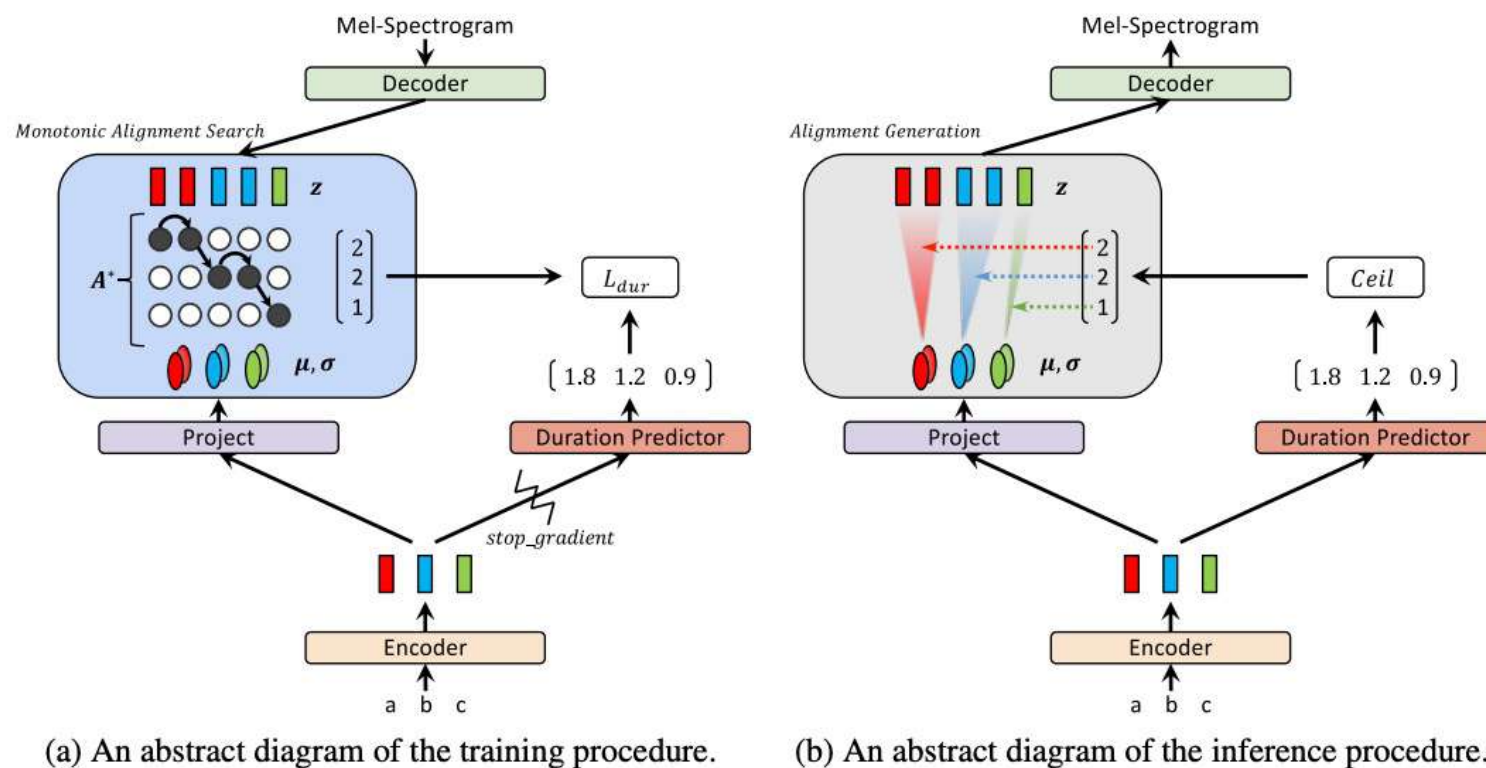 Mel-Spectrogram
Decoder
Monotonic Alignment Search
z
A*
2
2
1
L_dur
μ, σ
[ 1.8 1.2 0.9 ]
Project
Duration Predictor
stop_gradient
Encoder
a b c
(a) An abstract diagram of the training procedure.
Mel-Spectrogram
Decoder
Alignment Generation
z
2
2
1
Ceil
μ, σ
[ 1.8 1.2 0.9 ]
Project
Duration Predictor
Encoder
a b c
(b) An abstract diagram of the inference procedure.